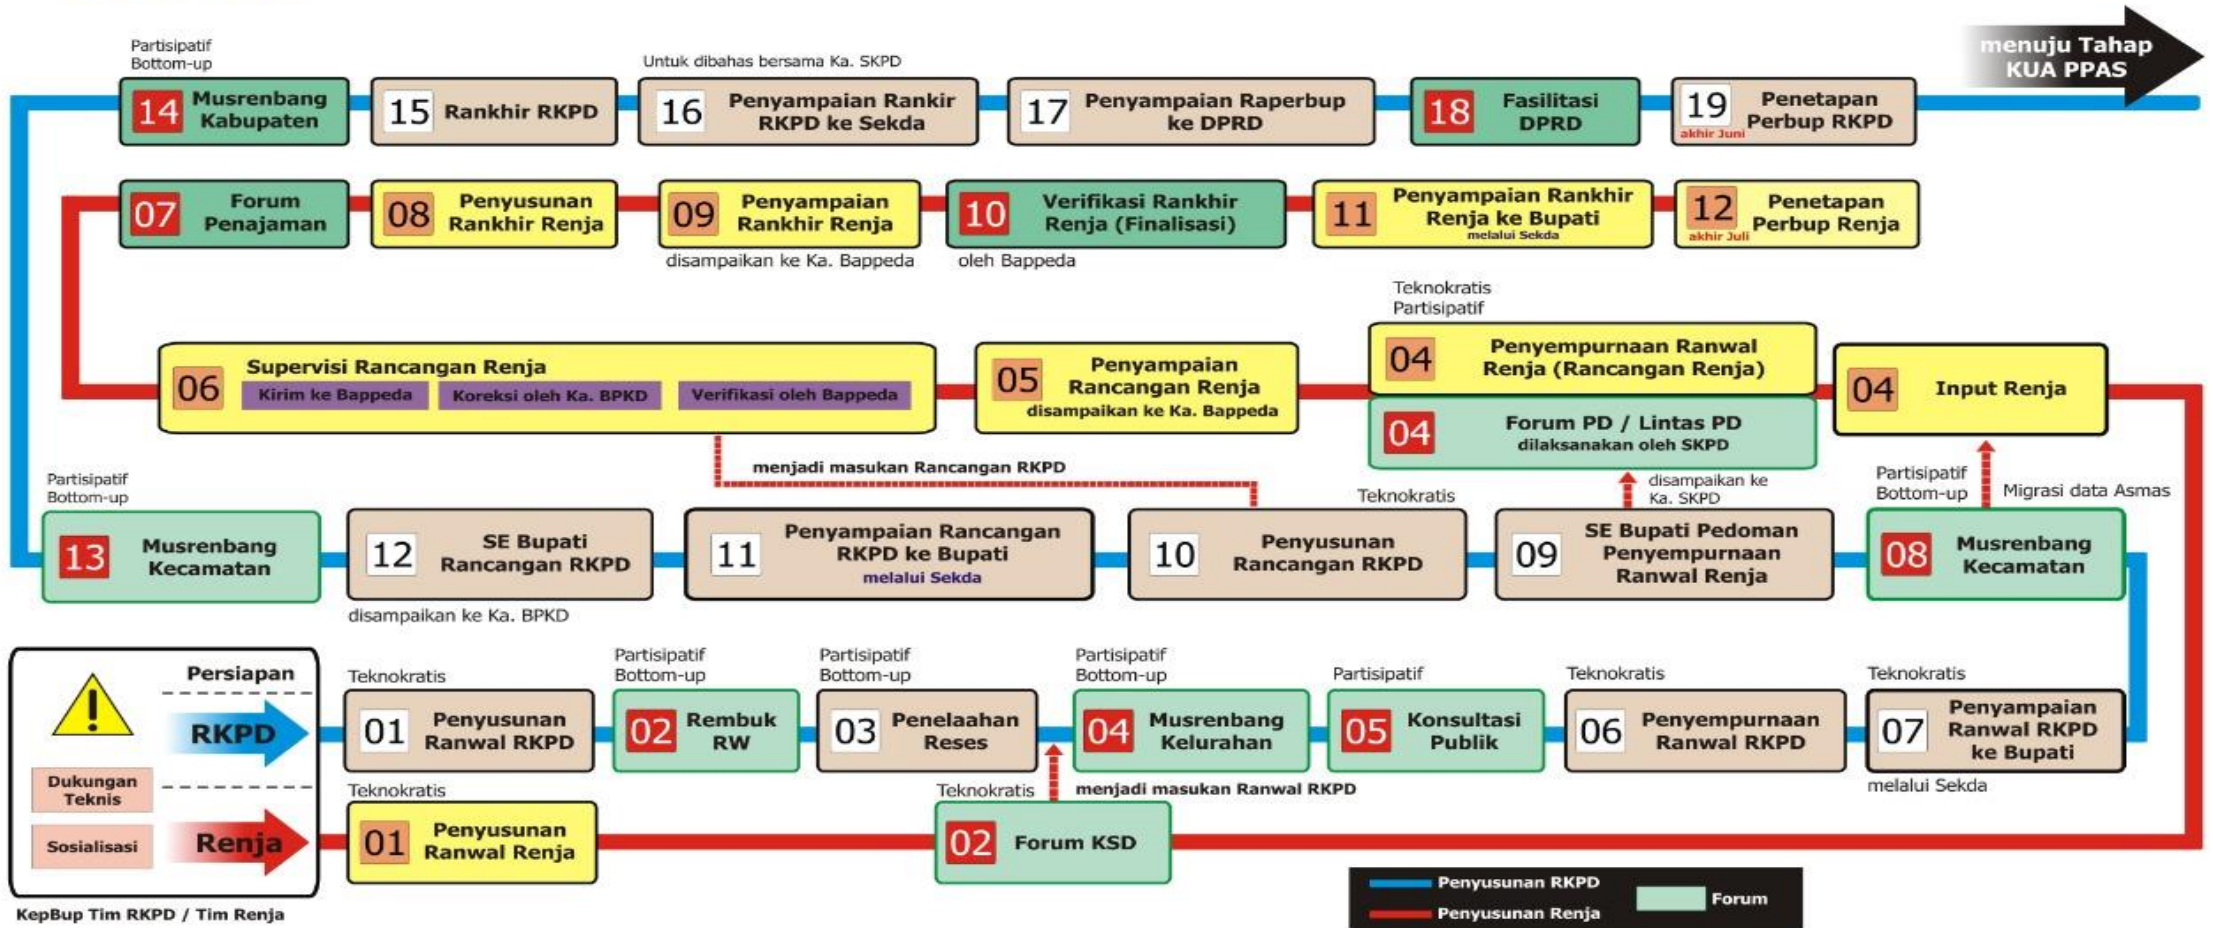 menuju Tahap
KUA PPAS
Partisipatif
Bottom-up
14
Musrenbang
Kabupaten
15
Rankhir RKPD
Untuk dibahas bersama Ka. SKPD
16
Penyampaian Rankir
RKPD ke Sekda
17
Penyampaian Raperbup
ke DPRD
18
Fasilitasi
DPRD
19
akhir Juni
Penetapan
Perbup RKPD
07
Forum
Penajaman
08
Penyusunan
Rankhir Renja
09
Penyampaian
Rankhir Renja
disampaikan ke Ka. Bappeda
10
Verifikasi Rankhir
Renja (Finalisasi)
oleh Bappeda
11
Penyampaian Rankhir
Renja ke Bupati
melalui Sekda
12
akhir Juli
Penetapan
Perbup Renja
06
Supervisi Rancangan Renja
Kirim ke Bappeda
Koreksi oleh Ka. BPKD
Verifikasi oleh Bappeda
05
Penyampaian
Rancangan Renja
disampaikan ke Ka. Bappeda
Teknokratis
Partisipatif
04
Penyempurnaan Ranwal
Renja (Rancangan Renja)
04
Forum PD / Lintas PD
dilaksanakan oleh SKPD
04
Input Renja
menjadi masukan Rancangan RKPD
disampaikan ke
Ka. SKPD
Migrasi data Asmas
Partisipatif
Bottom-up
13
Musrenbang
Kecamatan
12
SE Bupati
Rancangan RKPD
disampaikan ke Ka. BPKD
11
Penyampaian Rancangan
RKPD ke Bupati
melalui Sekda
Teknokratis
10
Penyusunan
Rancangan RKPD
09
SE Bupati Pedoman
Penyempurnaan
Ranwal Renja
Partisipatif
Bottom-up
08
Musrenbang
Kecamatan
Persiapan
RKPD
Dukungan
Teknis
Sosialisasi
Renja
KepBup Tim RKPD / Tim Renja
Teknokratis
01
Penyusunan
Ranwal RKPD
Partisipatif
Bottom-up
02
Rembuk
RW
Partisipatif
Bottom-up
03
Penelaahan
Reses
Partisipatif
Bottom-up
04
Musrenbang
Kelurahan
Partisipatif
05
Konsultasi
Publik
Teknokratis
06
Penyempurnaan
Ranwal RKPD
Teknokratis
07
Penyampaian
Ranwal RKPD
ke Bupati
melalui Sekda
Teknokratis
01
Penyusunan
Ranwal Renja
Teknokratis
02
Forum KSD
menjadi masukan Ranwal RKPD
Penyusunan RKPD
Penyusunan Renja
Forum